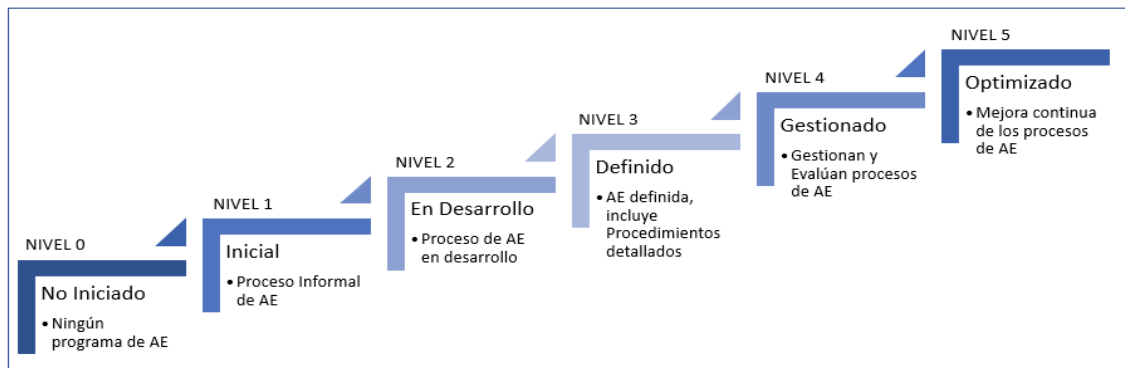 NIVEL 0
No Iniciado
• Ningún
programa de AE
NIVEL 1
Inicial
• Proceso Informal
de AE
NIVEL 2
En Desarrollo
• Proceso de AE
en desarrollo
NIVEL 3
Definido
• AE definida,
incluye
Procedimientos
detallados
NIVEL 4
Gestionado
• Gestionan y
Evalúan procesos
de AE
NIVEL 5
Optimizado
• Mejora continua
de los procesos
de AE